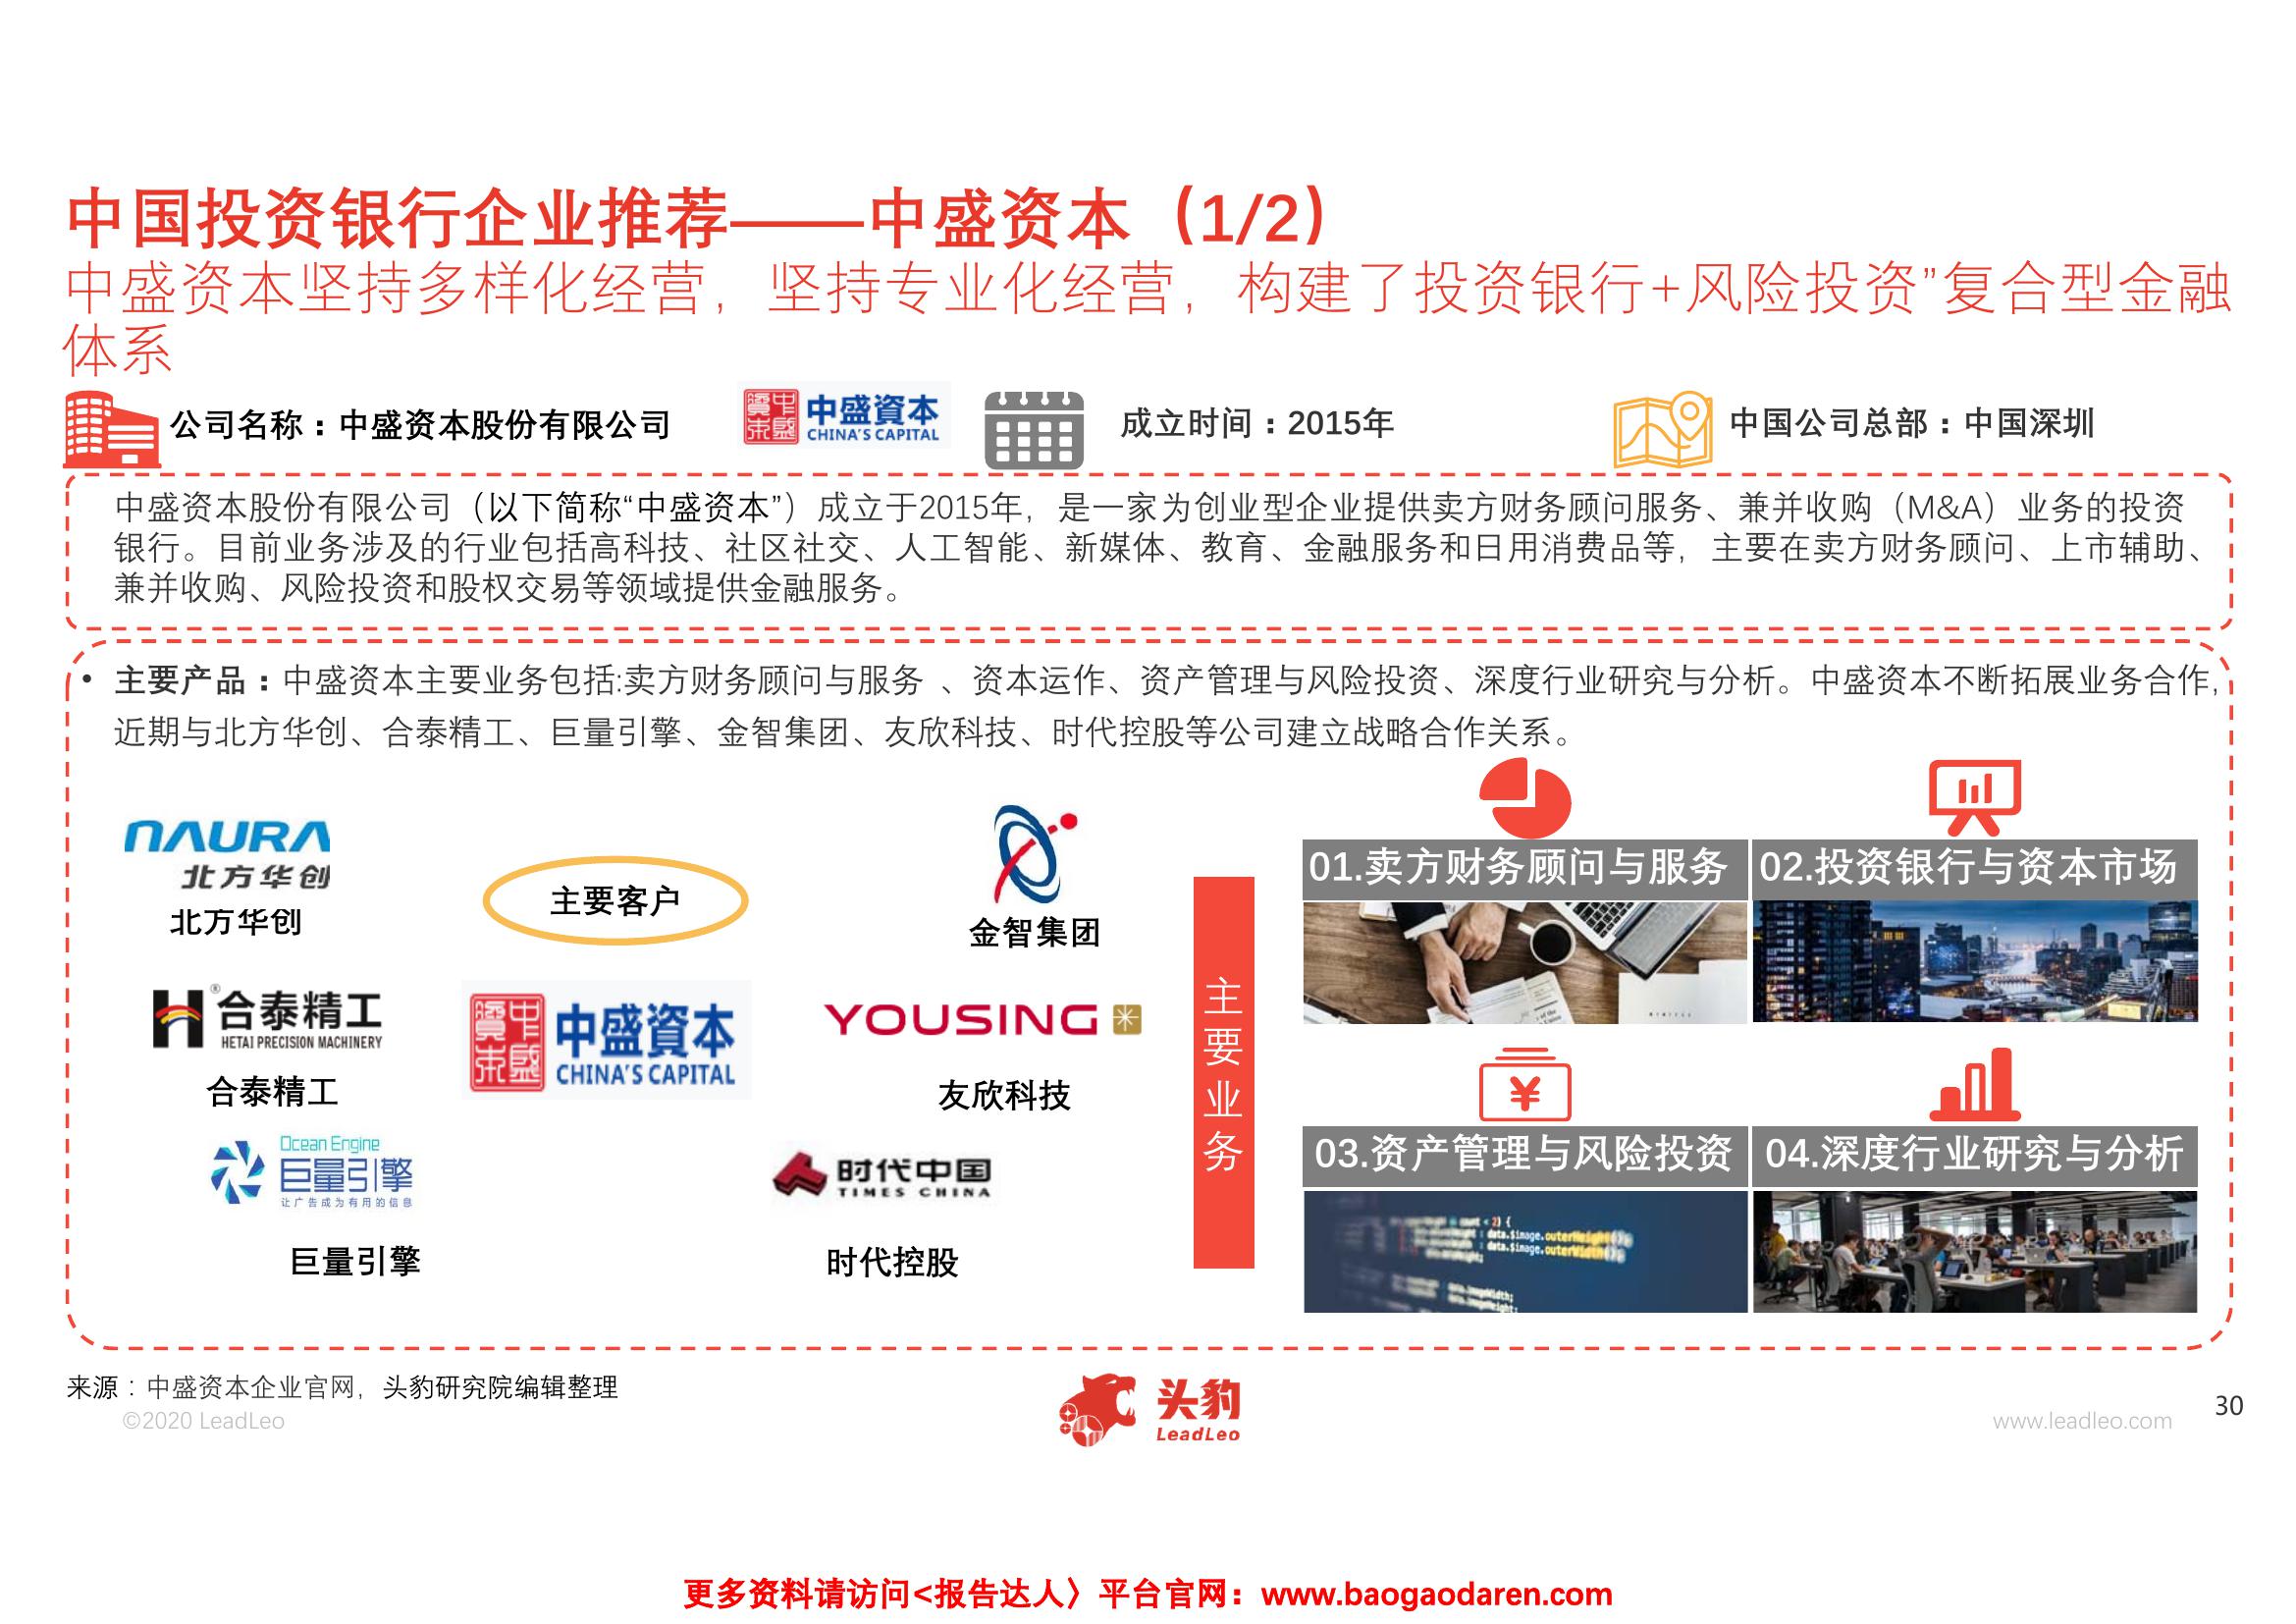 中国投资银行企业推荐——中盛资本（1/2）
中盛资本坚持多样化经营，坚持专业化经营，构建了投资银行+风险投资”复合型金融
体系
公司名称：中盛资本股份有限公司
中盛資本
CHINA'S CAPITAL
成立时间：2015年
中国公司总部：中国深圳
中盛资本股份有限公司（以下简称“中盛资本”）成立于2015年，是一家为创业型企业提供卖方财务顾问服务、兼并收购（M&A）业务的投资
银行。目前业务涉及的行业包括高科技、社区社交、人工智能、新媒体、教育、金融服务和日用消费品等，主要在卖方财务顾问、上市辅助、
兼并收购、风险投资和股权交易等领域提供金融服务。
• 主要产品：中盛资本主要业务包括:卖方财务顾问与服务 、资本运作、资产管理与风险投资、深度行业研究与分析。中盛资本不断拓展业务合作,
近期与北方华创、合泰精工、巨量引擎、金智集团、友欣科技、时代控股等公司建立战略合作关系。
NAURA
北方华创
北方华创
主要客户
金智集团
合泰精工
HETAI PRECISION MACHINERY
合泰精工
中盛資本
CHINA'S CAPITAL
YOUSING
友欣科技
Ocean Engine
巨量引擎
让广告成为有用的信息
巨量引擎
时代中国
TIMES CHINA
时代控股
主要业务
01.卖方财务顾问与服务
02.投资银行与资本市场
03.资产管理与风险投资
04.深度行业研究与分析
来源：中盛资本企业官网，头豹研究院编辑整理
©2020 LeadLeo
头豹
LeadLeo
www.leadleo.com
30
更多资料请访问<报告达人〉平台官网：www.baogaodaren.com